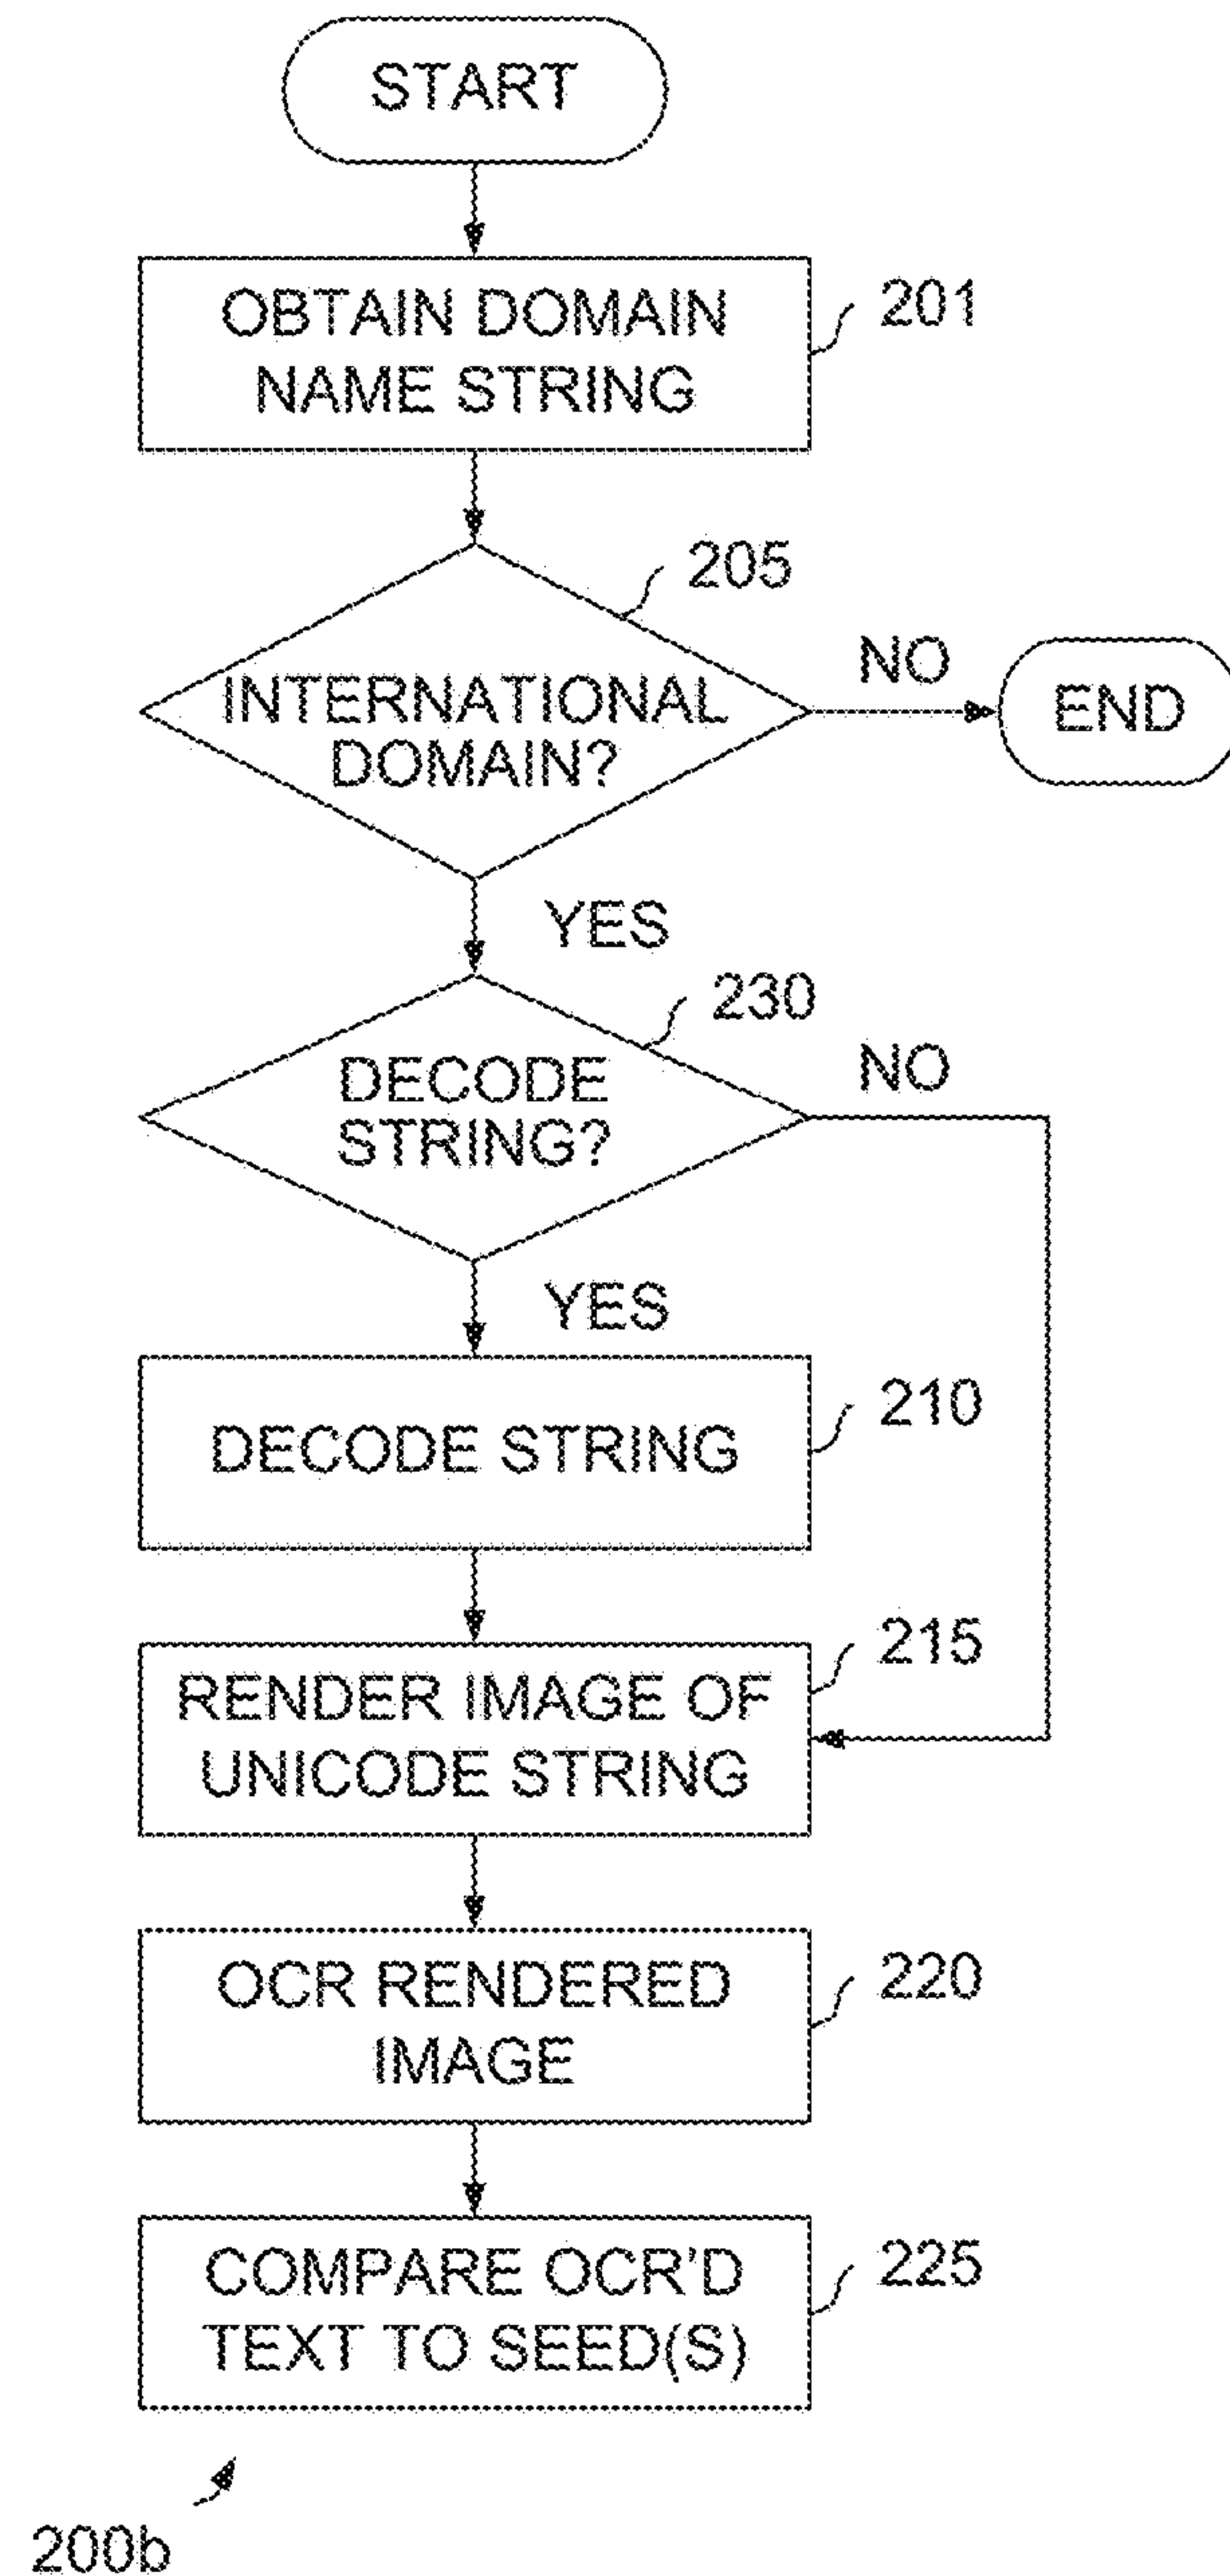 START
OBTAIN DOMAIN
NAME STRING
201
205
INTERNATIONAL
DOMAIN?
NO
END
YES
230
DECODE
STRING?
NO
YES
DECODE STRING
210
RENDER IMAGE OF
UNICODE STRING
215
OCR RENDERED
IMAGE
220
COMPARE OCR'D
TEXT TO SEED(S)
225
200b